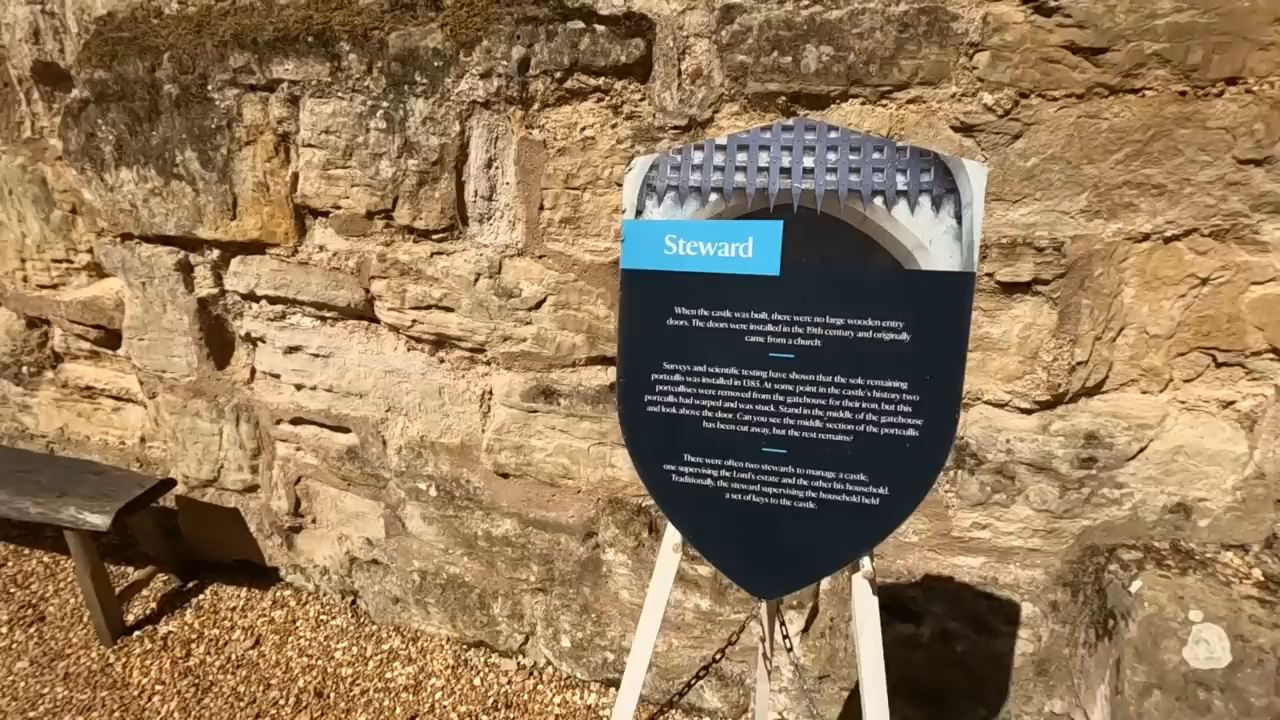 Steward
When the castle was built, there were no large wooden entry
doors. The doors were installed in the 19th century and originally
came from a church.
Surveys and scientific testing have shown that the sole remaining
portcullis was installed in 1385. At some point in the castle's history two
portcullises were removed from the gatehouse for their iron, but this
portcullis had warped and was stuck. Stand in the middle of the gatehouse
and look above the door. Can you see the middle section of the portcullis
has been cut away, but the rest remains?
There were often two stewards to manage a castle,
one supervising the Lord's estate and the other his household.
Traditionally, the steward supervising the household held
a set of keys to the castle.